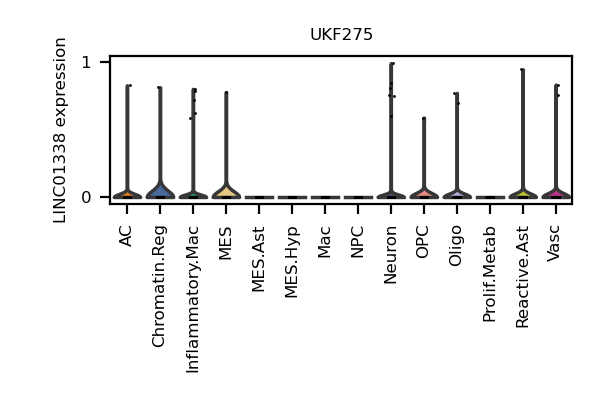 UKF275
LINC01338 expression
1
0
AC
Chromatin.Reg
Inflammatory.Mac
MES
MES.Ast
MES.Hyp
Mac
NPC
Neuron
OPC
Oligo
Prolif.Metab
Reactive.Ast
Vasc